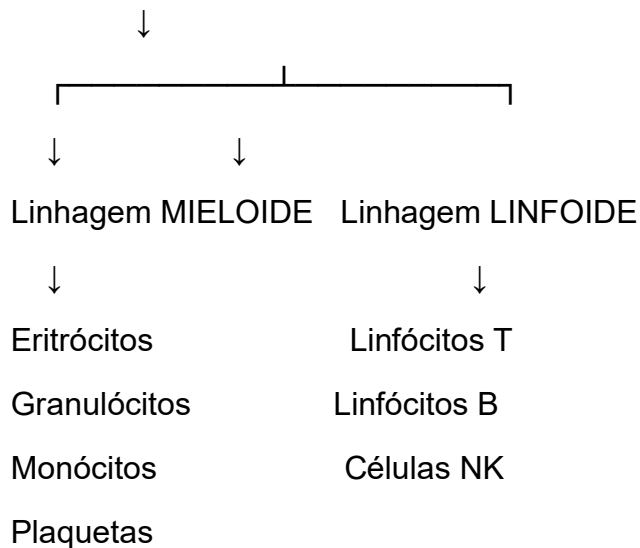 ↓
↓ ↓
Linhagem MIELOIDE Linhagem LINFOIDE
↓ ↓
Eritrócitos Linfócitos T
Granulócitos Linfócitos B
Monócitos Células NK
Plaquetas